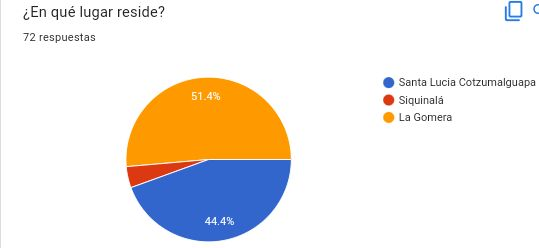 ¿En qué lugar reside?
72 respuestas
51.4%
44.4%
Santa Lucia Cotzumalguapa
Siquinalá
La Gomera